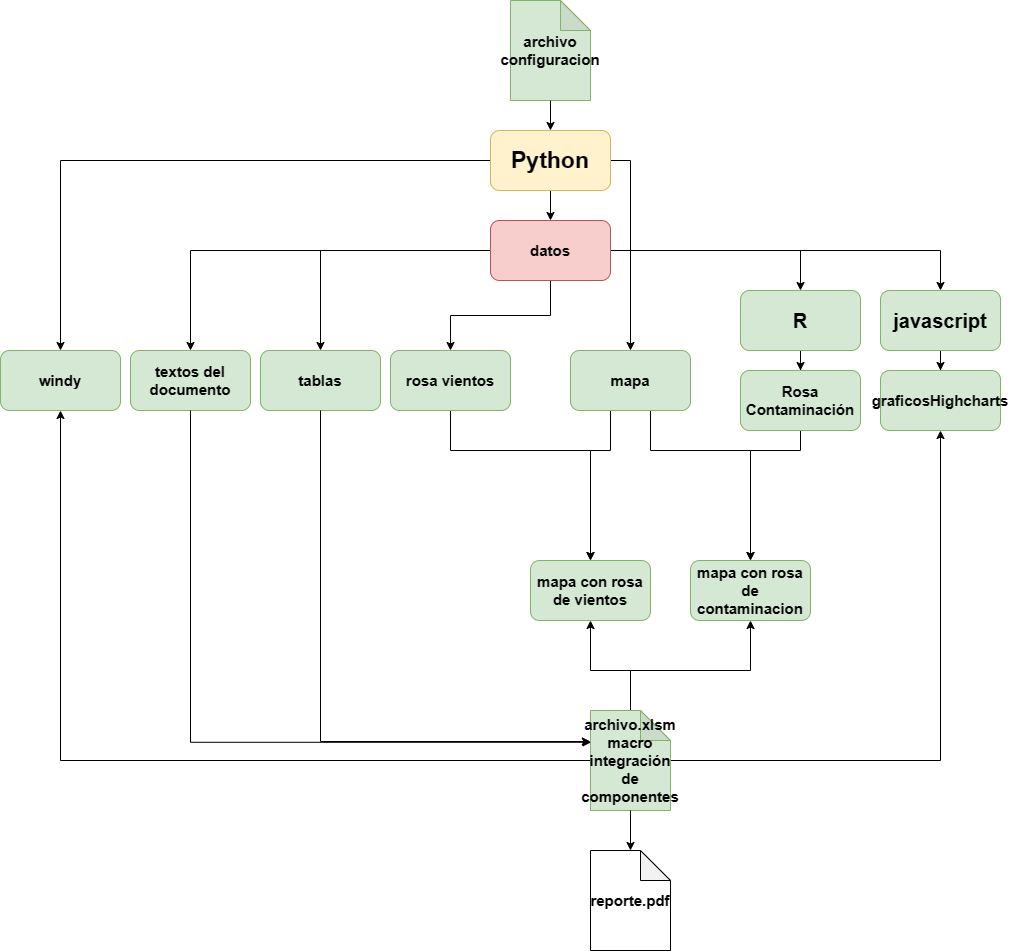 archivo
configuracion
Python
datos
R
javascript
windy
textos del
documento
tablas
rosa vientos
mapa
Rosa
Contaminación
graficosHighcharts
mapa con rosa
de vientos
mapa con rosa
de
contaminacion
archivo.xlsm
macro
integración
de
componentes
reporte.pdf